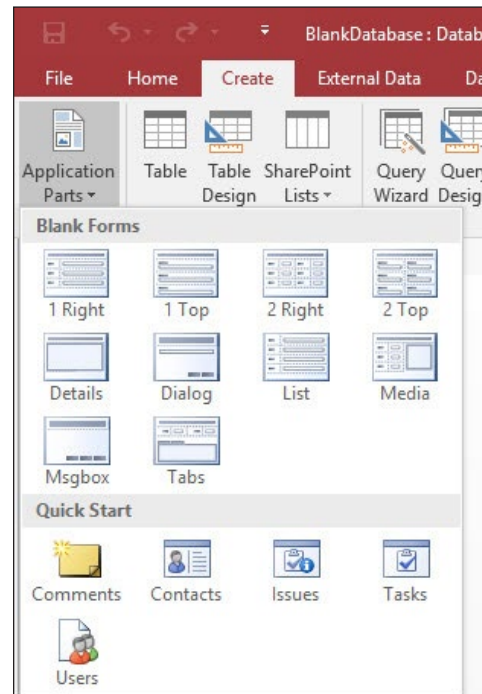 BlankDatabase : Datab
File Home Create External Data Da
Application Parts Table Table Design SharePoint Lists Query Wizard Query Desig
Blank Forms
1 Right 1 Top 2 Right 2 Top
Details Dialog List Media
Msgbox Tabs
Quick Start
Comments Contacts Issues Tasks
Users